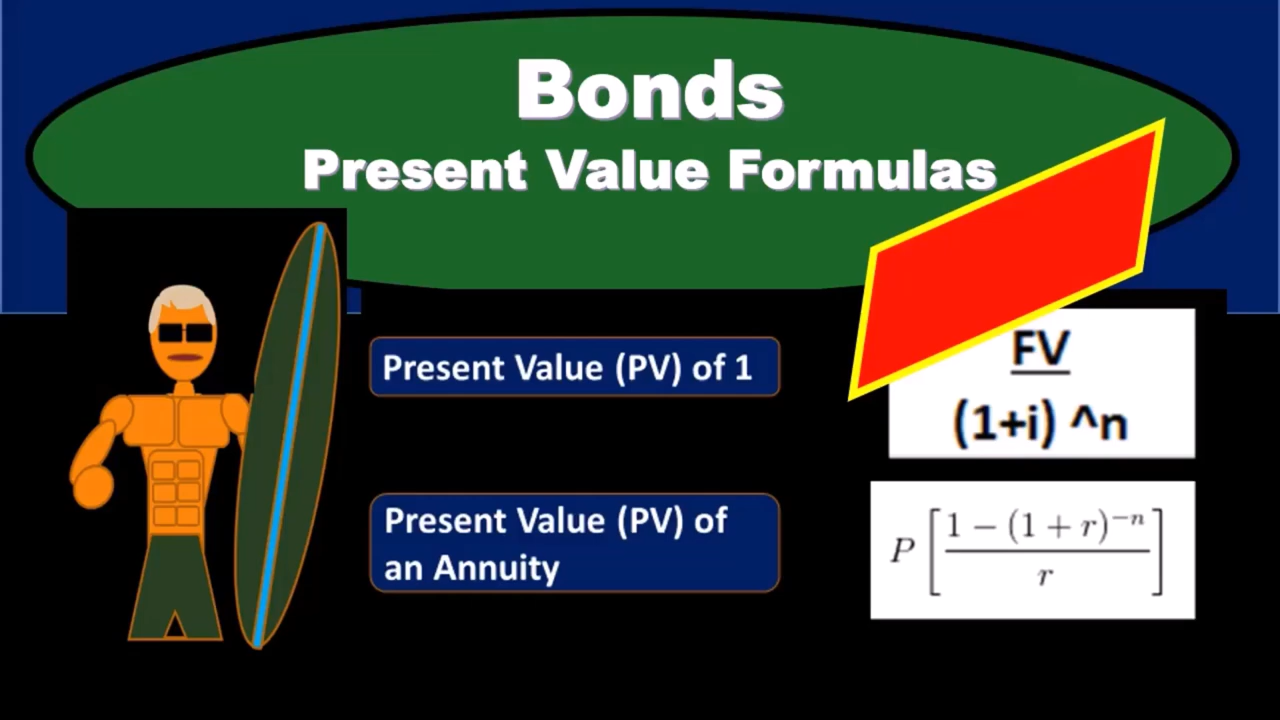 Bonds
Present Value Formulas
Present Value (PV) of 1
FV
(1+i) ^n
Present Value (PV) of
an Annuity
P [ 1 − (1 + r)^{−n} / r ]